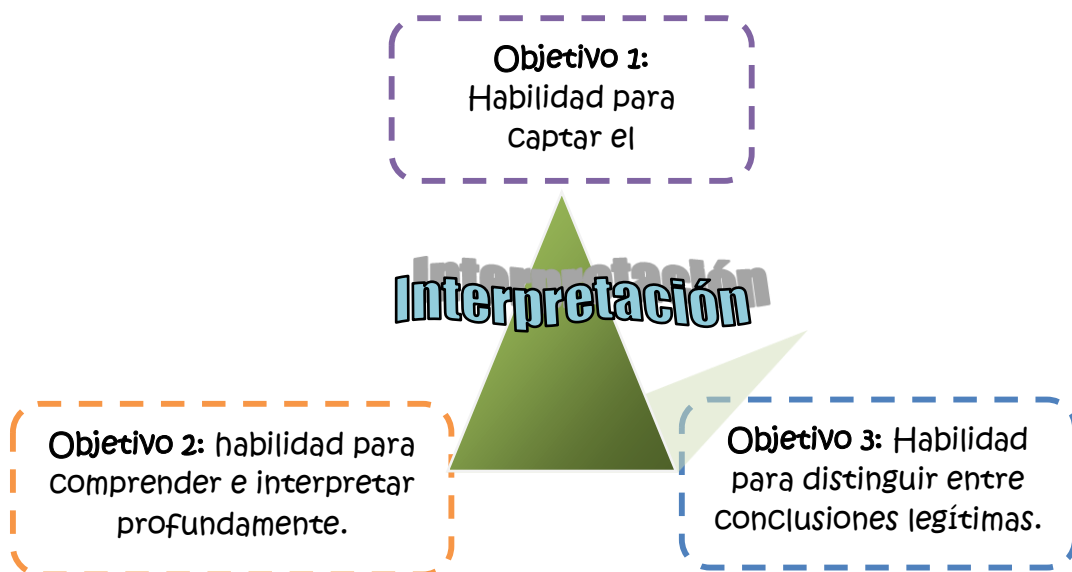 Objetivo 1:
Habilidad para
captar el
Interpretación
Objetivo 2: habilidad para
comprender e interpretar
profundamente.
Objetivo 3: Habilidad
para distinguir entre
conclusiones legítimas.